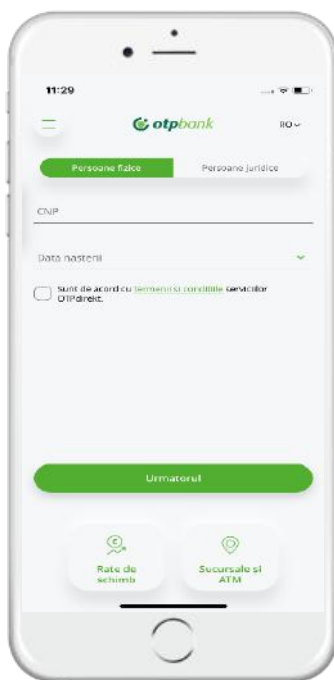 11:29
otpbank
RO
Persoane fizice
Persoane juridice
CNP
Data nasterii
Sunt de acord cu termenii si conditiile serviciilor
OTPdirekt.
Urmatorul
Rate de
schimb
Sucursale și
ATM